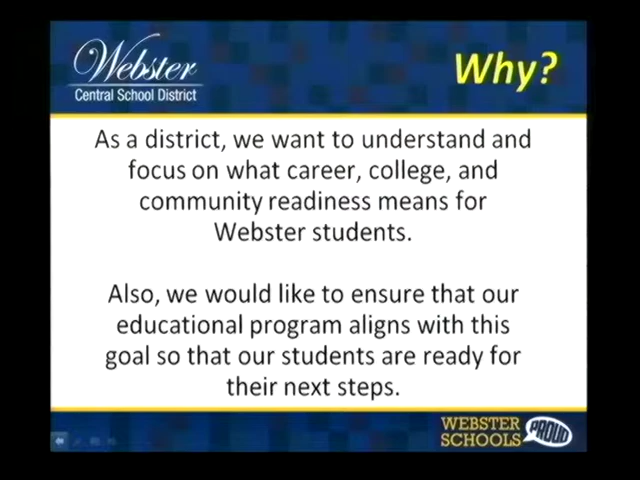 Webster
Central School District
Why?
As a district, we want to understand and
focus on what career, college, and
community readiness means for
Webster students.
Also, we would like to ensure that our
educational program aligns with this
goal so that our students are ready for
their next steps.
WEBSTER
SCHOOLS
PROUD